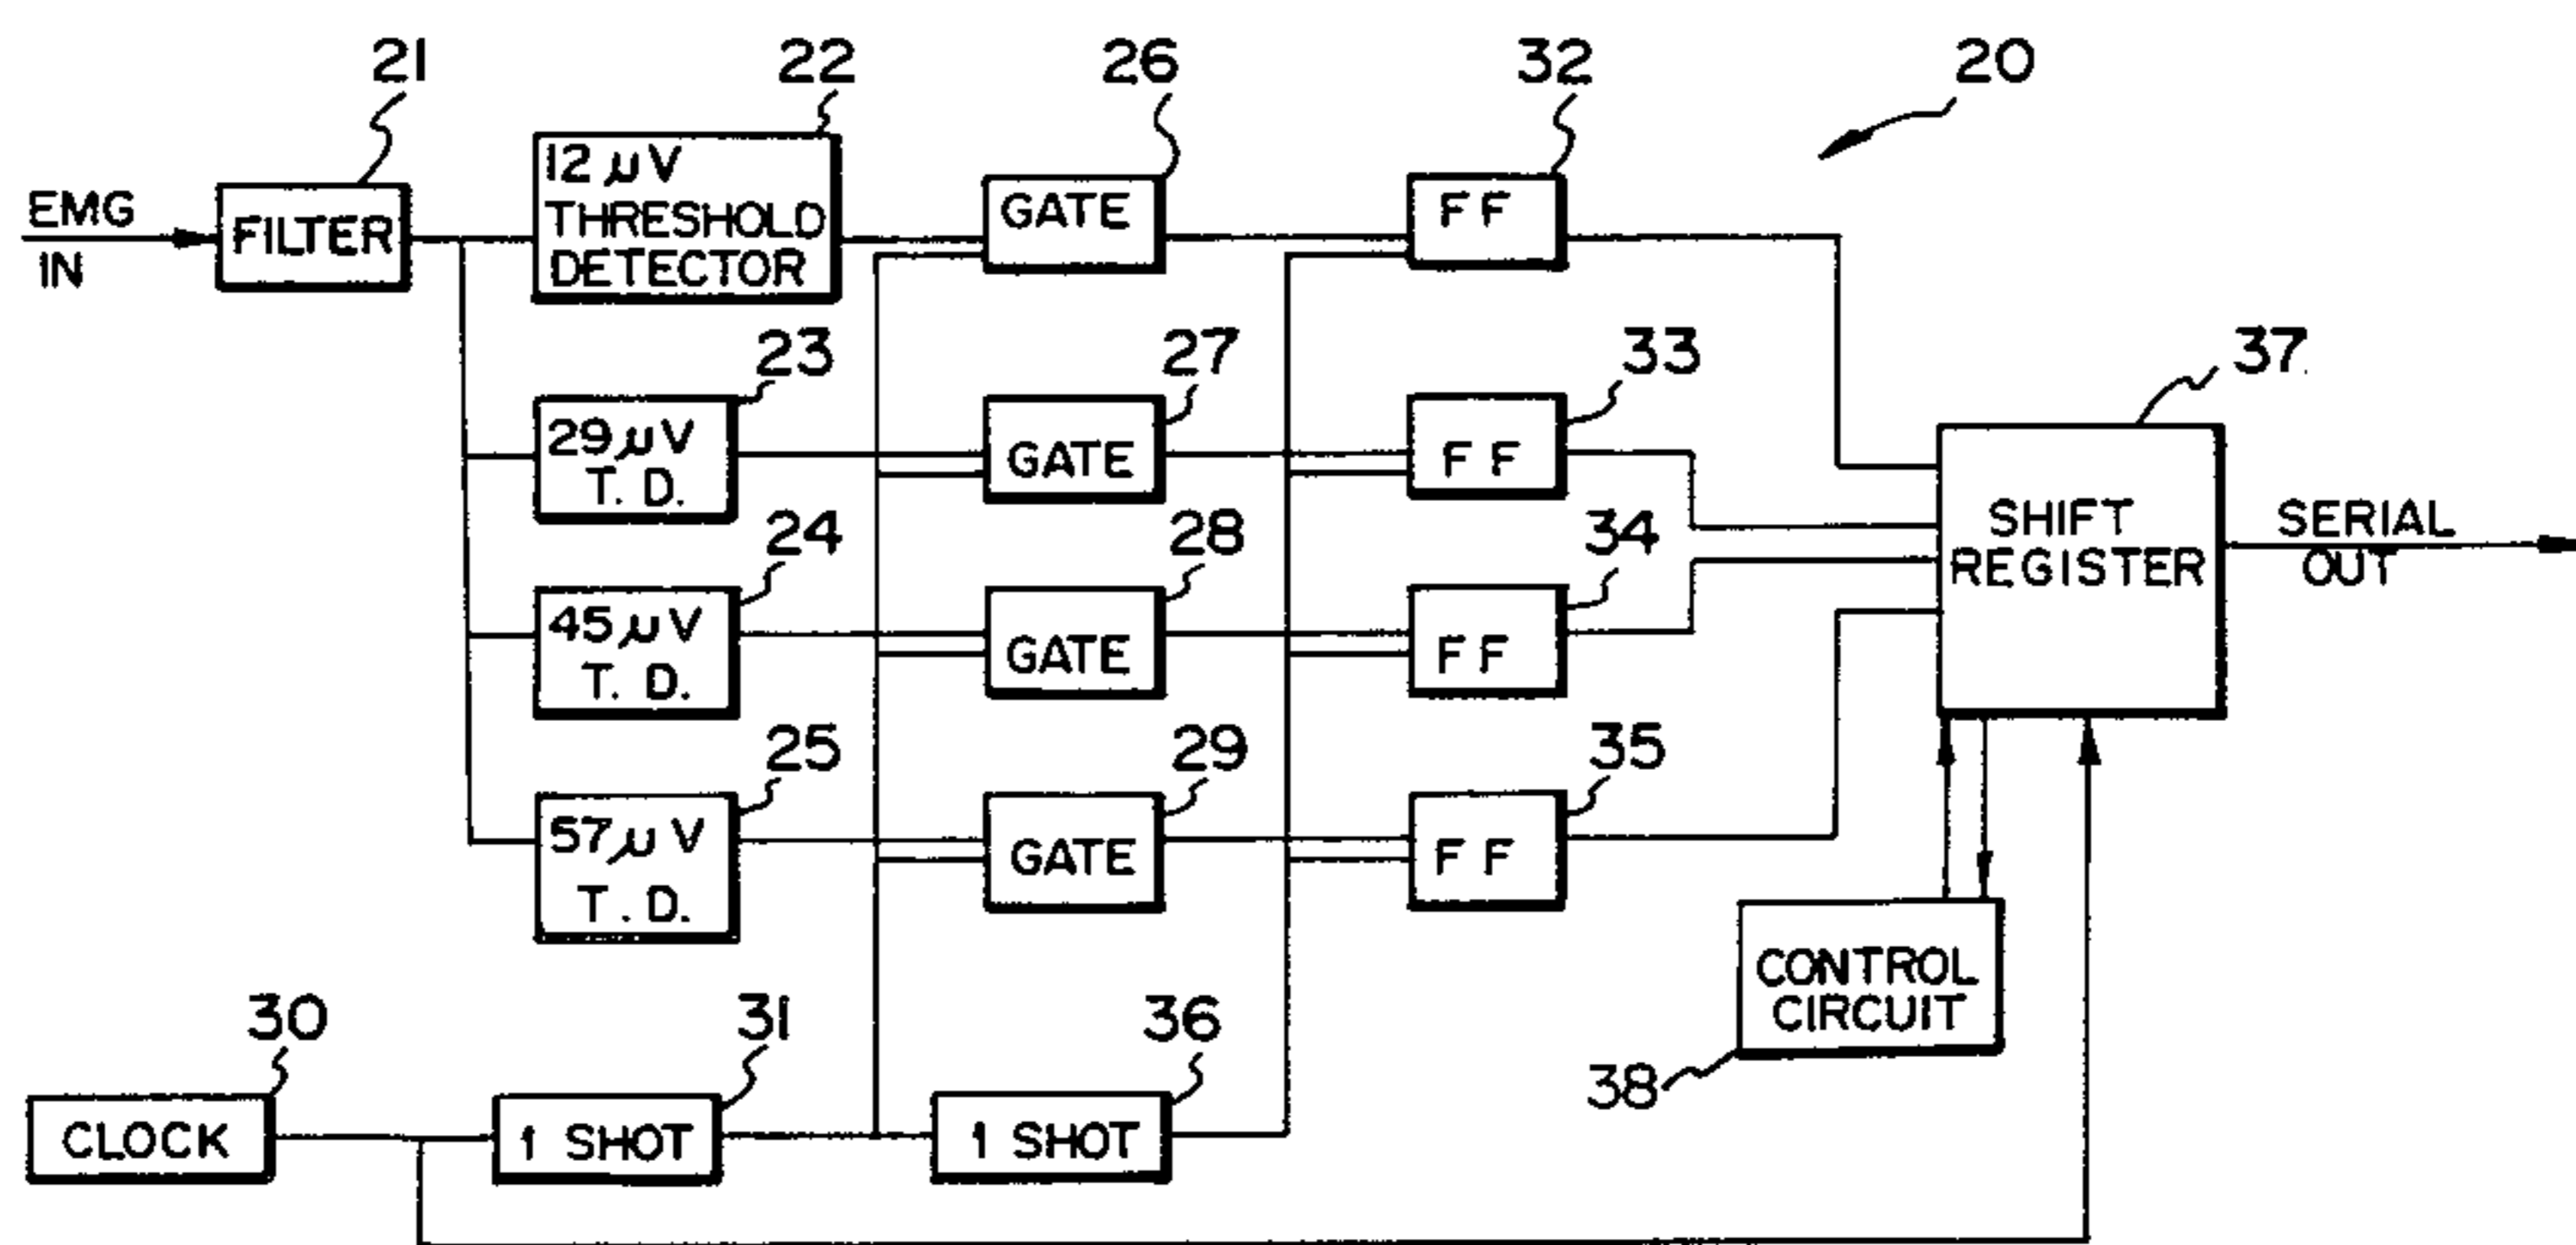 21
22
26
32
20
EMG
IN
FILTER
12 μV
THRESHOLD
DETECTOR
GATE
F F
23
27
33
37
29 μV
T. D.
GATE
F F
24
28
34
SHIFT
REGISTER
SERIAL
OUT
45 μV
T. D.
GATE
F F
25
29
35
57 μV
T. D.
GATE
F F
CONTROL
CIRCUIT
38
30
31
36
CLOCK
1 SHOT
1 SHOT